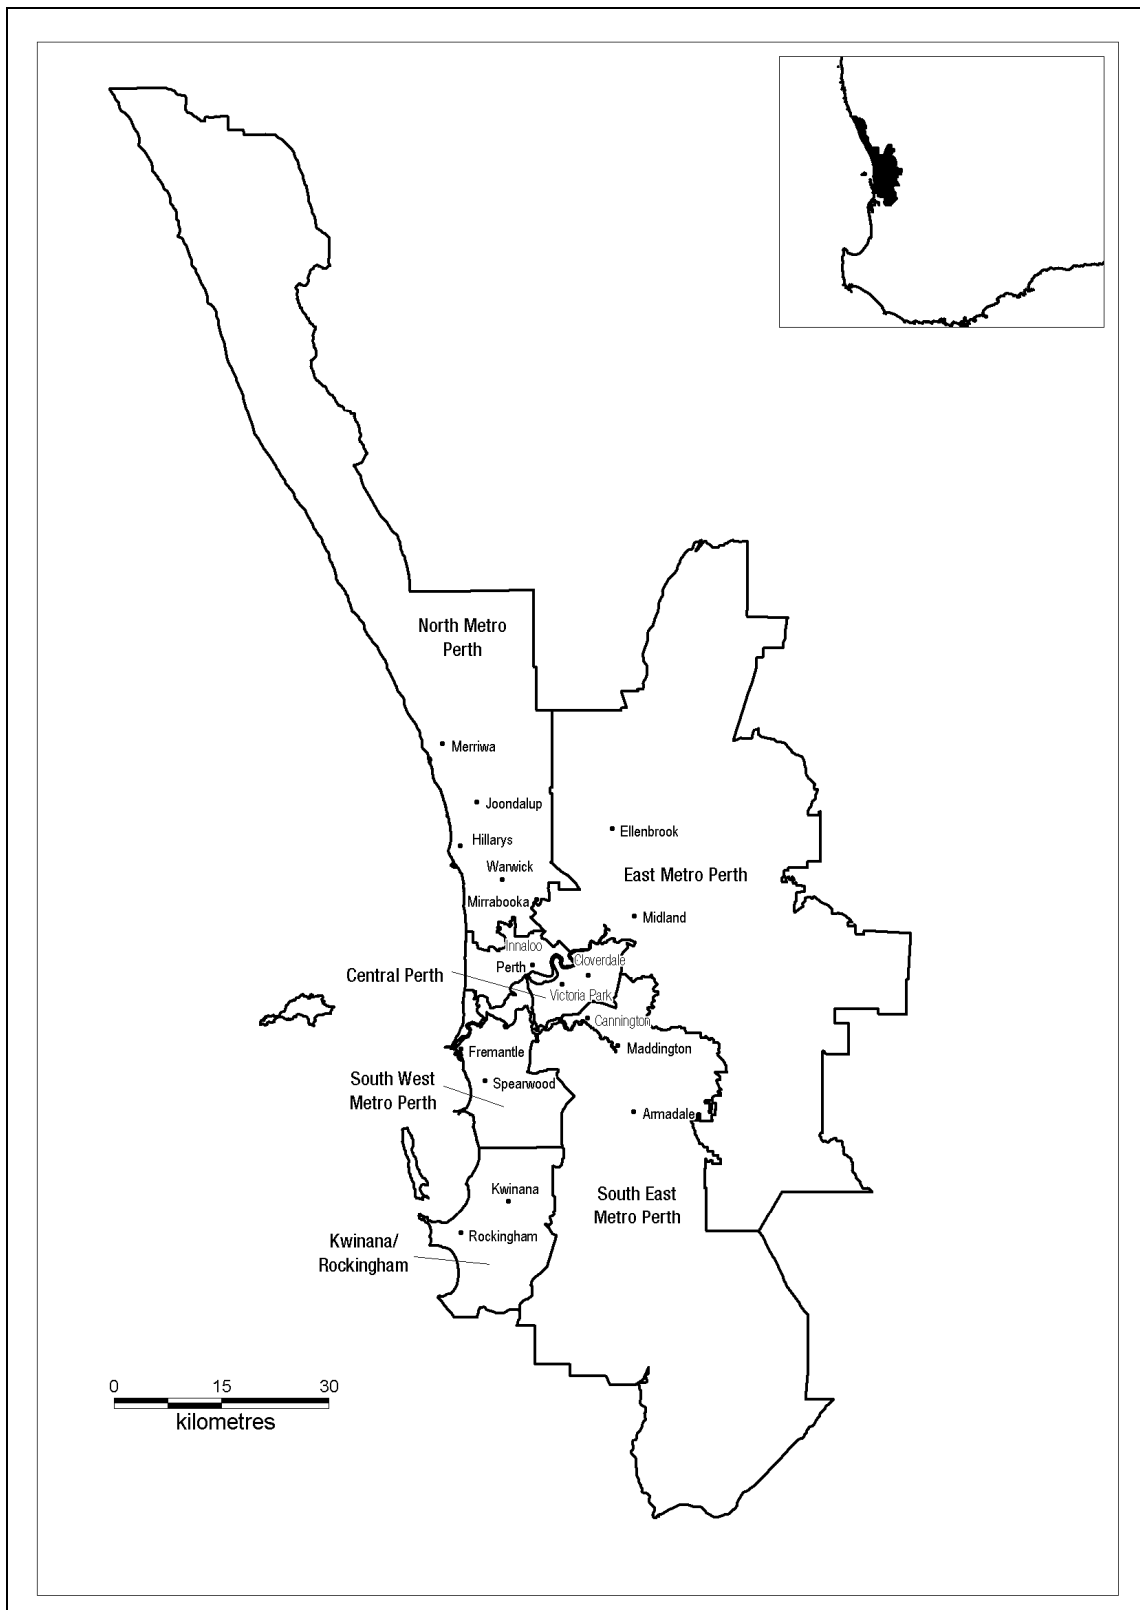 North Metro
Perth
Merriwa
Joondalup
Ellenbrook
Hillarys
Warwick
East Metro Perth
Mirrabooka
Midland
Innaloo
Cloverdale
Perth
Central Perth
Victoria Park
Cannington
Fremantle
Maddington
South West
Metro Perth
Spearwood
Armadale
Kwinana
South East
Metro Perth
Rockingham
Kwinana/
Rockingham
0 15 30
kilometres